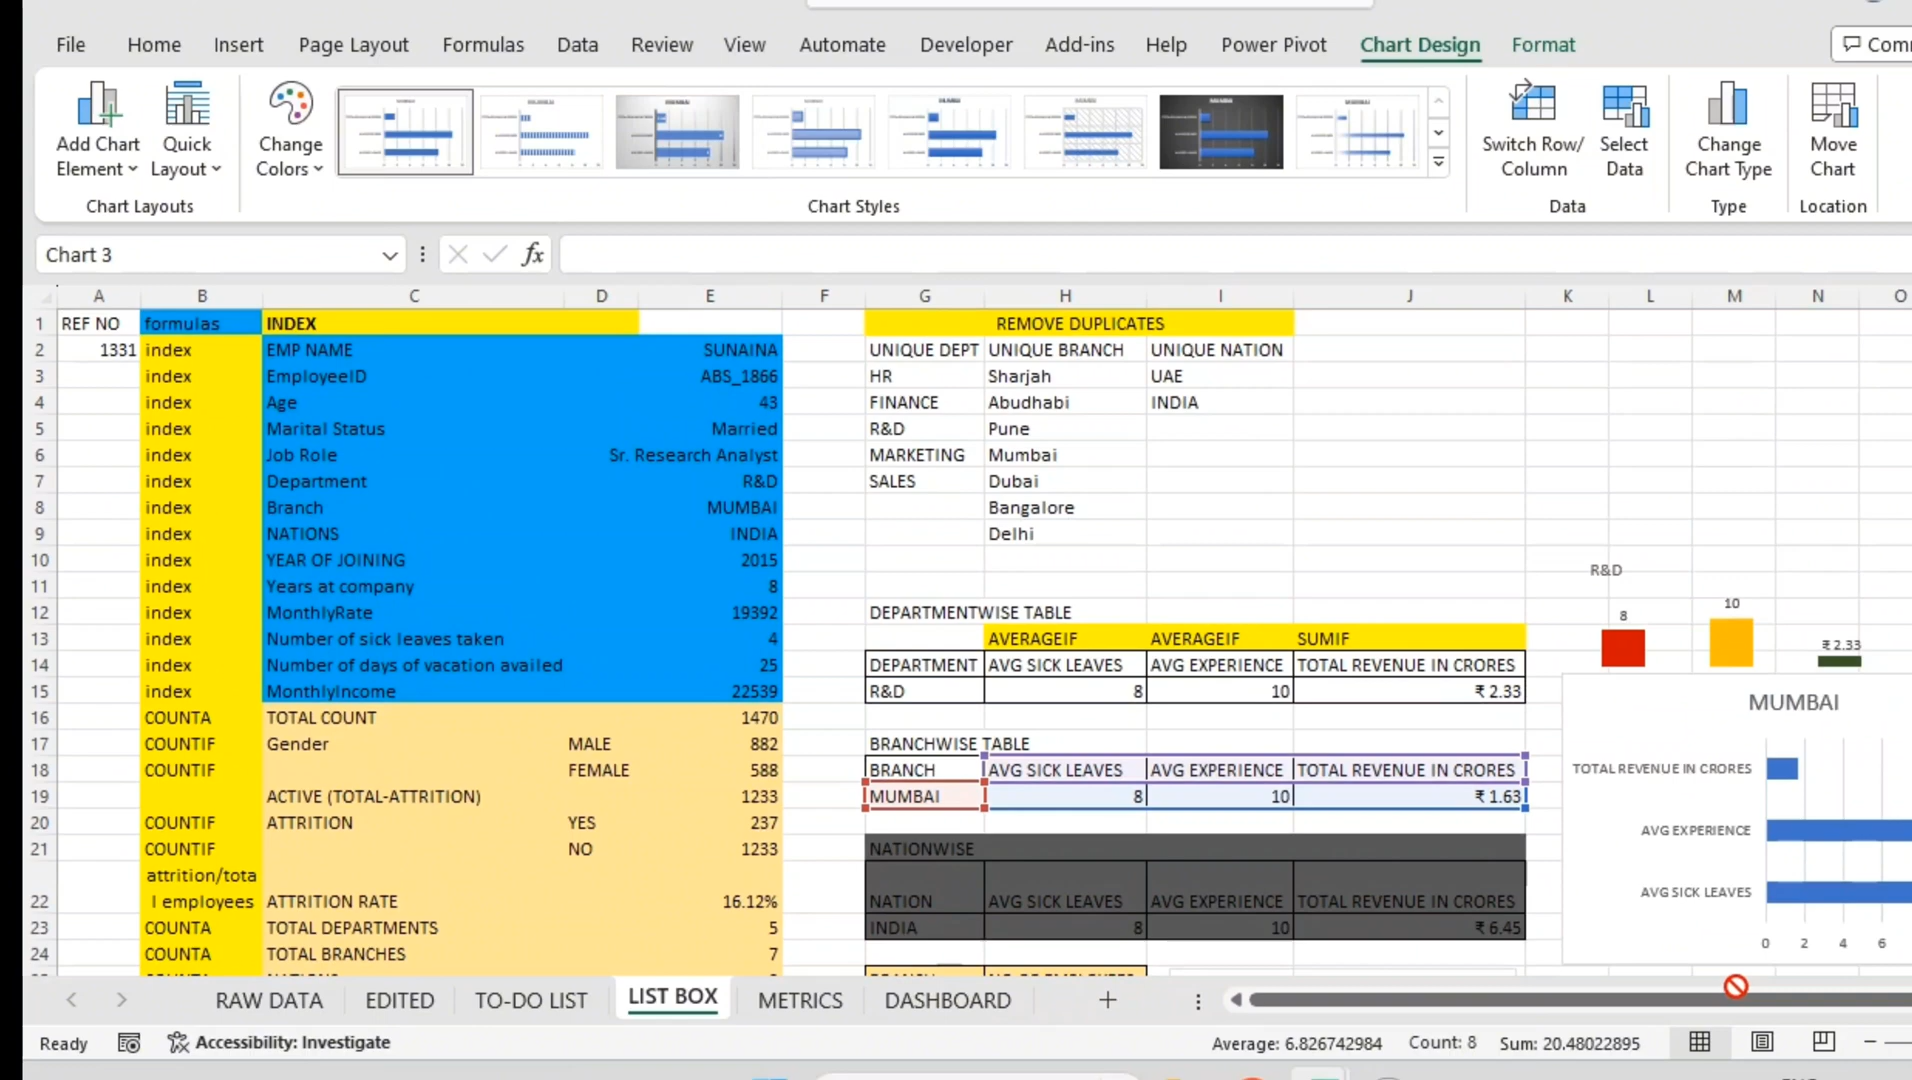 File Home Insert Page Layout Formulas Data Review View Automate Developer Add-ins Help Power Pivot Chart Design Format
Add Chart Element
Quick Layout
Chart Layouts
Change Colors
Chart Styles
Switch Row/ Column
Select Data
Data
Change Chart Type
Type
Move Chart
Location
Chart 3 fx
A B C D E F G H I J K L M N O
1 REF NO formulas INDEX REMOVE DUPLICATES
2 1331 index EMP NAME SUNAINA UNIQUE DEPT UNIQUE BRANCH UNIQUE NATION
3 index EmployeeID ABS_1866 HR Sharjah UAE
4 index Age 43 FINANCE Abudhabi INDIA
5 index Marital Status Married R&D Pune
6 index Job Role Sr. Research Analyst MARKETING Mumbai
7 index Department R&D SALES Dubai
8 index Branch MUMBAI Bangalore
9 index NATIONS INDIA Delhi
10 index YEAR OF JOINING 2015
11 index Years at company 8
12 index MonthlyRate 19392 DEPARTMENTWISE TABLE
13 index Number of sick leaves taken 4 AVERAGEIF AVERAGEIF SUMIF
14 index Number of days of vacation availed 25 DEPARTMENT AVG SICK LEAVES AVG EXPERIENCE TOTAL REVENUE IN CRORES
15 index MonthlyIncome 22539 R&D 8 10 ₹ 2.33
16 COUNTA TOTAL COUNT 1470
17 COUNTIF Gender MALE 882 BRANCHWISE TABLE
18 COUNTIF FEMALE 588 BRANCH AVG SICK LEAVES AVG EXPERIENCE TOTAL REVENUE IN CRORES
19 ACTIVE (TOTAL-ATTRITION) 1233 MUMBAI 8 10 ₹ 1.63
20 COUNTIF ATTRITION YES 237
21 COUNTIF NO 1233 NATIONWISE
attrition/tota
22 l employees ATTRITION RATE 16.12% NATION AVG SICK LEAVES AVG EXPERIENCE TOTAL REVENUE IN CRORES
23 COUNTA TOTAL DEPARTMENTS 5 INDIA 8 10 ₹ 6.45
24 COUNTA TOTAL BRANCHES 7
R&D
8 10 ₹ 2.33
MUMBAI
TOTAL REVENUE IN CRORES
AVG EXPERIENCE
AVG SICK LEAVES
0 2 4 6
RAW DATA EDITED TO-DO LIST LIST BOX METRICS DASHBOARD +
Ready Accessibility: Investigate Average: 6.826742984 Count: 8 Sum: 20.48022895